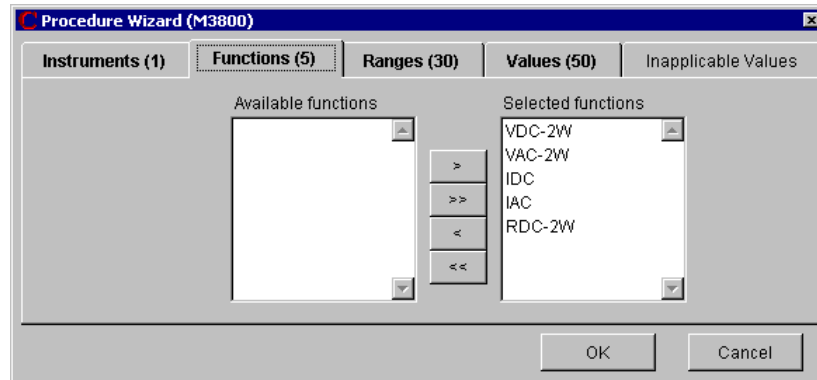 Procedure Wizard (M3800)
Instruments (1) Functions (5) Ranges (30) Values (50) Inapplicable Values
Available functions
Selected functions
VDC-2W
VAC-2W
IDC
IAC
RDC-2W
>
>>
<
<<
OK Cancel